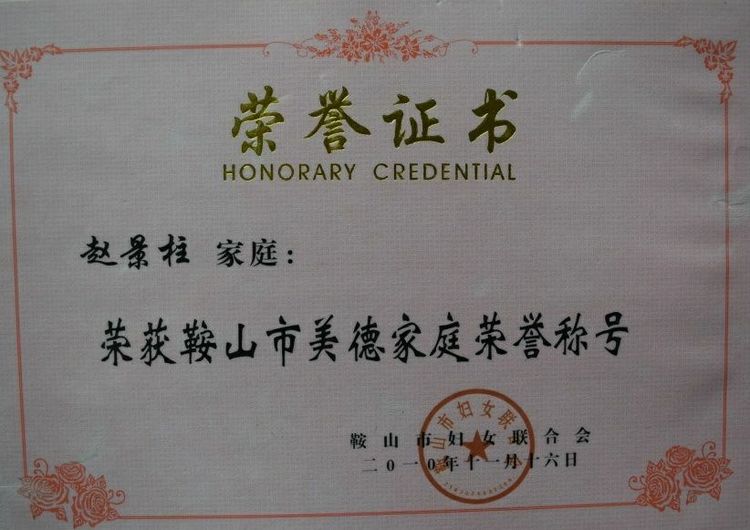 荣誉证书
HONORARY CREDENTIAL
赵景柱 家庭：
荣获鞍山市美德家庭荣誉称号
鞍山市妇女联合会
二〇一〇年十一月十六日